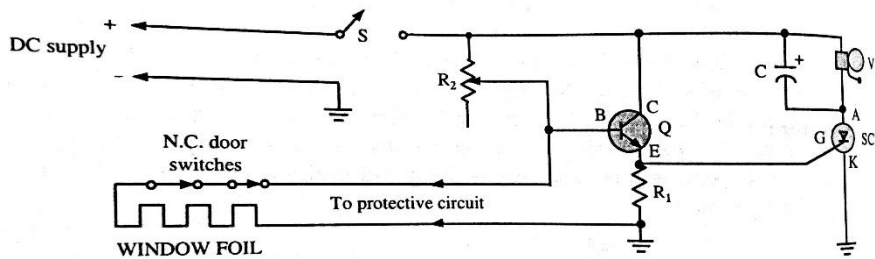 +
DC supply
−
S
R2
C
B
Q
E
C
+
V
A
G
SC
K
N.C. door
switches
To protective circuit
R1
WINDOW FOIL